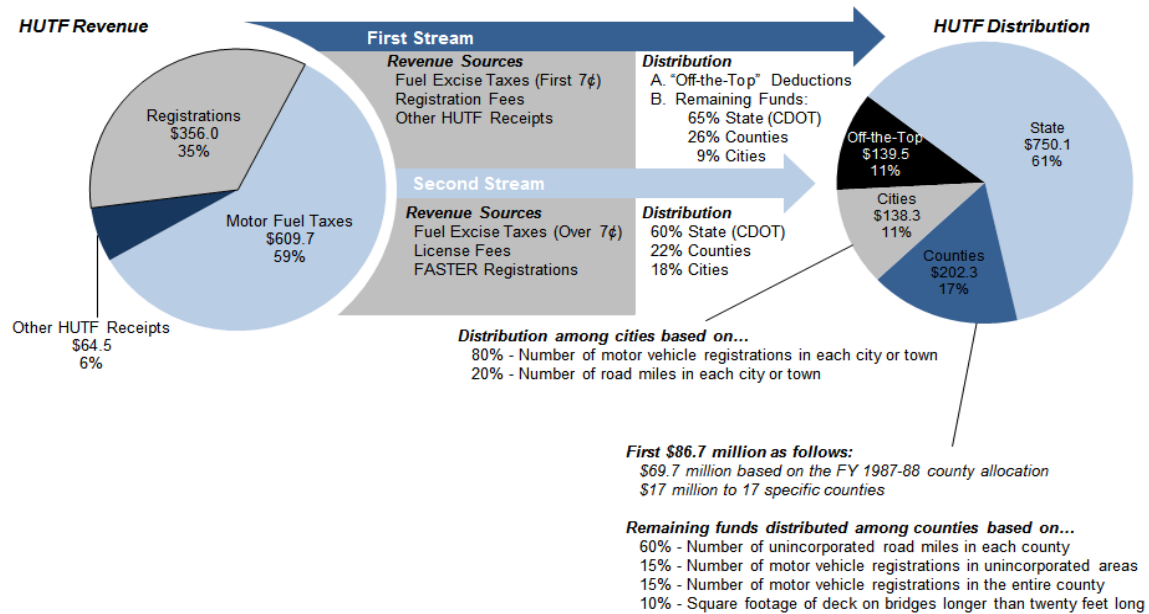 HUTF Revenue
HUTF Distribution
First Stream
Revenue Sources
Fuel Excise Taxes (First 7¢)
Registration Fees
Other HUTF Receipts
Distribution
A. "Off-the-Top" Deductions
B. Remaining Funds:
65% State (CDOT)
26% Counties
9% Cities
Second Stream
Revenue Sources
Fuel Excise Taxes (Over 7¢)
License Fees
FASTER Registrations
Distribution
60% State (CDOT)
22% Counties
18% Cities
Registrations
$356.0
35%
Motor Fuel Taxes
$609.7
59%
Other HUTF Receipts
$64.5
6%
State
$750.1
61%
Off-the-Top
$139.5
11%
Cities
$138.3
11%
Counties
$202.3
17%
Distribution among cities based on...
80% - Number of motor vehicle registrations in each city or town
20% - Number of road miles in each city or town
First $86.7 million as follows:
$69.7 million based on the FY 1987-88 county allocation
$17 million to 17 specific counties
Remaining funds distributed among counties based on...
60% - Number of unincorporated road miles in each county
15% - Number of motor vehicle registrations in unincorporated areas
15% - Number of motor vehicle registrations in the entire county
10% - Square footage of deck on bridges longer than twenty feet long